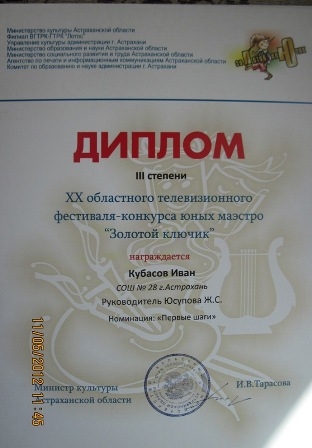 Министерство культуры Астраханской области
Филиал ВГТРК-ГТРК "Лотос"
Управление культуры администрации г. Астрахани
Министерство образования и науки Астраханской области
Министерство социального развития и труда Астраханской области
Агентство по печати и информационным коммуникациям Астраханской области
Комитет по образованию и науке администрации г. Астрахани
ДИПЛОМ
III степени
XX областного телевизионного
фестиваля-конкурса юных маэстро
"Золотой ключик"
награждается
Кубасов Иван
СОШ № 28 г.Астрахань
Руководитель Юсупова Ж.С.
Номинация: «Первые шаги»
Министр культуры
Астраханской области
И.В.Тарасова
11/05/2012 11:45